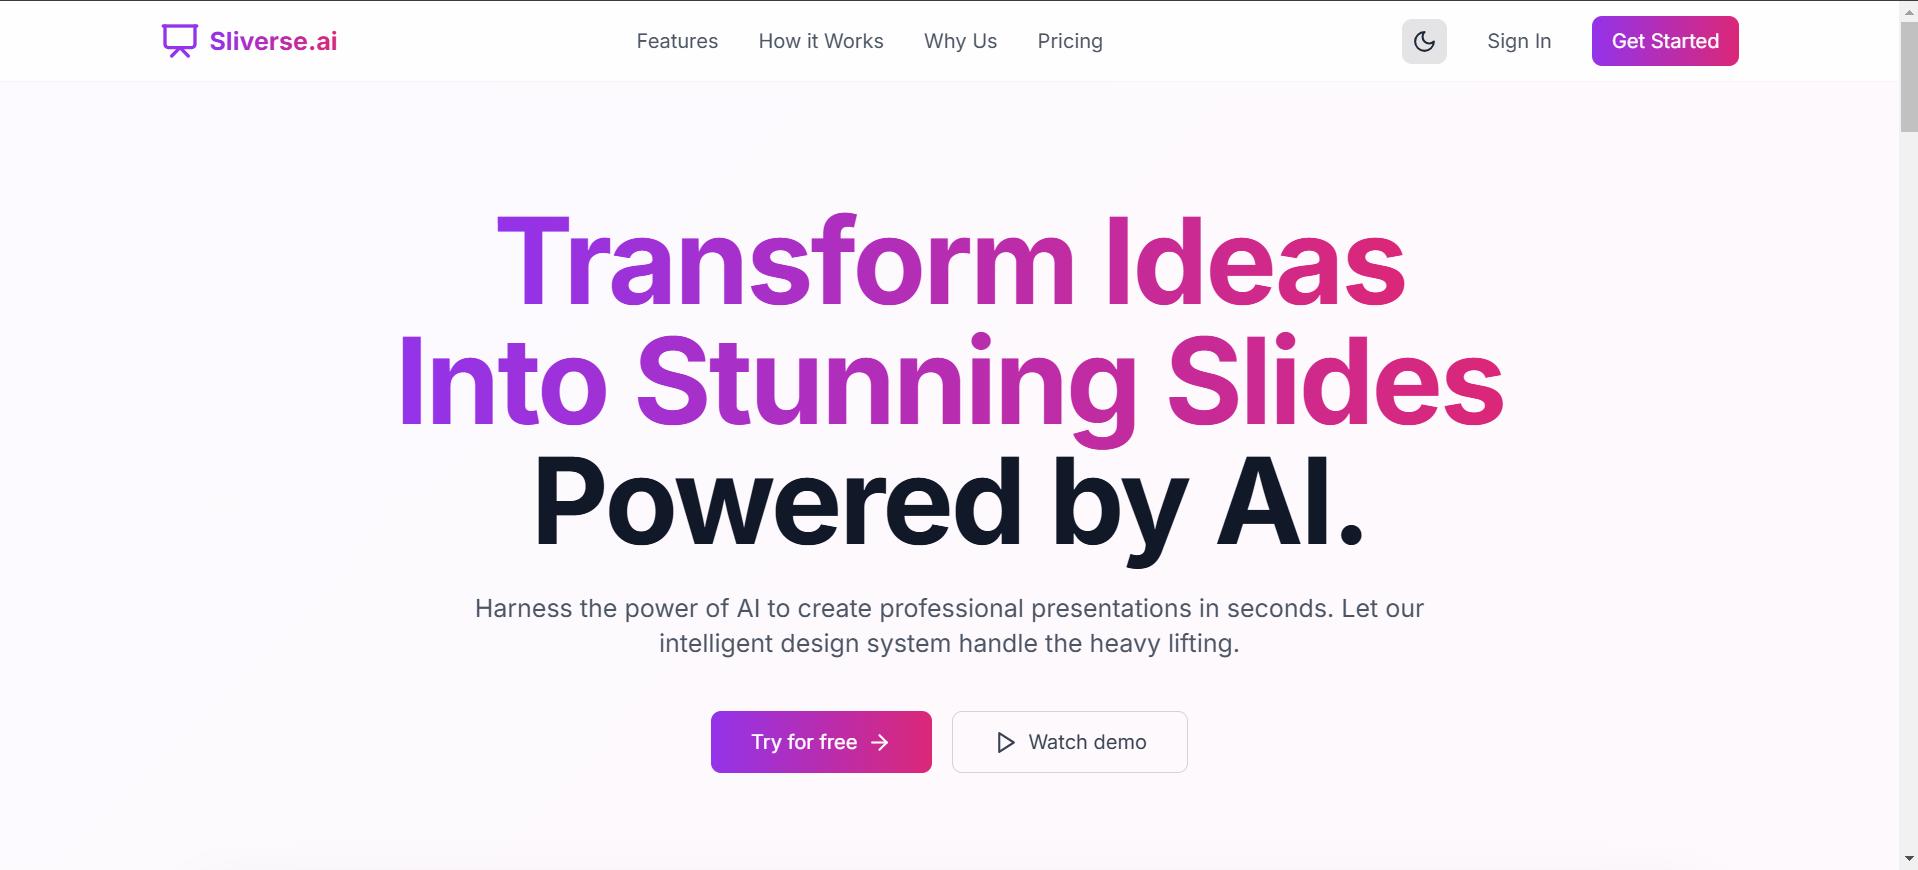 Sliverse.ai
Features
How it Works
Why Us
Pricing
Sign In
Get Started
Transform Ideas
Into Stunning Slides
Powered by AI.
Harness the power of AI to create professional presentations in seconds. Let our
intelligent design system handle the heavy lifting.
Try for free
Watch demo